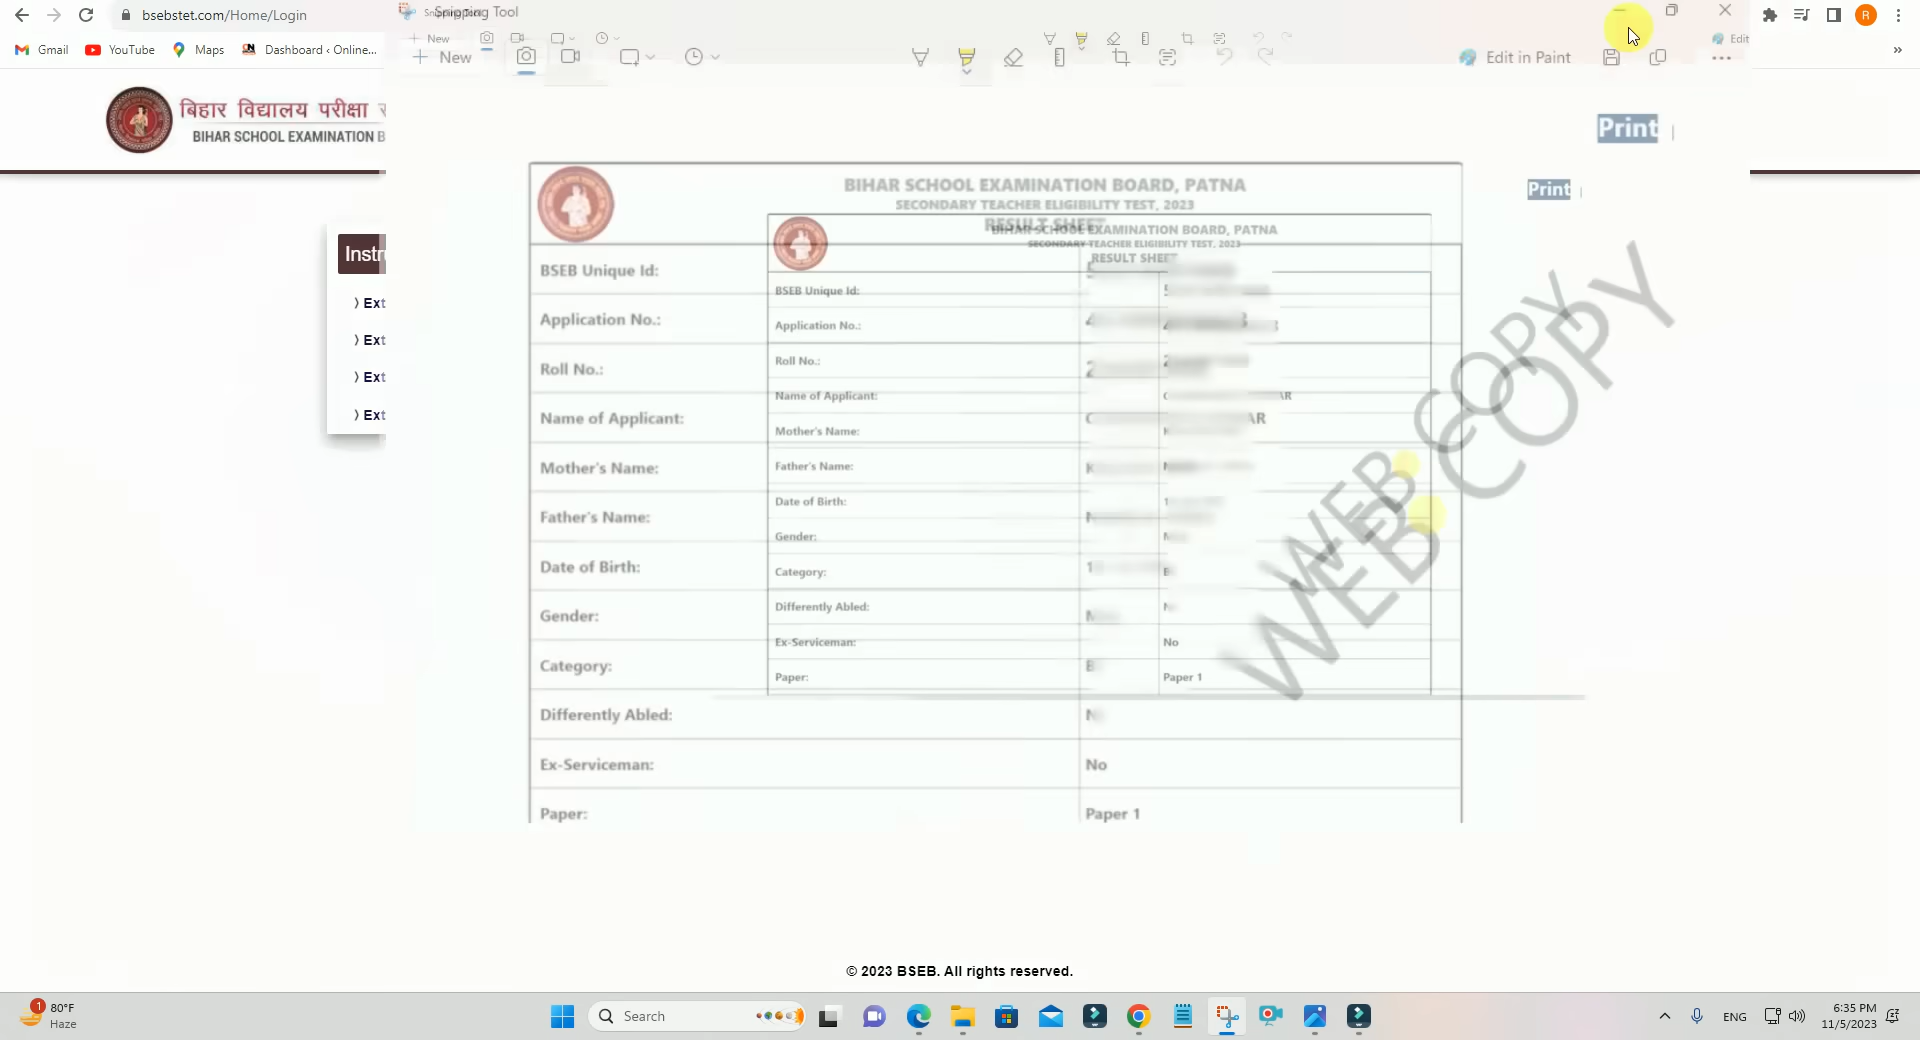 bsebstet.com/Home/Login
Gmail
YouTube
Maps
Dashboard ‹ Online...
»
Snipping Tool
New
Edit in Paint
Edit
बिहार विद्यालय परीक्षा
BIHAR SCHOOL EXAMINATION B
Instr
Ext
Ext
Ext
Ext
Print
Print
BIHAR SCHOOL EXAMINATION BOARD, PATNA
SECONDARY TEACHER ELIGIBILITY TEST, 2023
RESULT SHEET
BSEB Unique Id:
Application No.:
Roll No.:
Name of Applicant:
Mother's Name:
Father's Name:
Date of Birth:
Gender:
Category:
Differently Abled:
Ex-Serviceman: No
Paper: Paper 1
BIHAR SCHOOL EXAMINATION BOARD, PATNA
SECONDARY TEACHER ELIGIBILITY TEST, 2023
RESULT SHEET
BSEB Unique Id:
Application No.:
Roll No.:
Name of Applicant:
Mother's Name:
Father's Name:
Date of Birth:
Gender:
Category:
Differently Abled:
Ex-Serviceman: No
Paper: Paper 1
WEB COPY
WEB COPY
© 2023 BSEB. All rights reserved.
1
80°F
Haze
Search
ENG
6:35 PM
11/5/2023
R